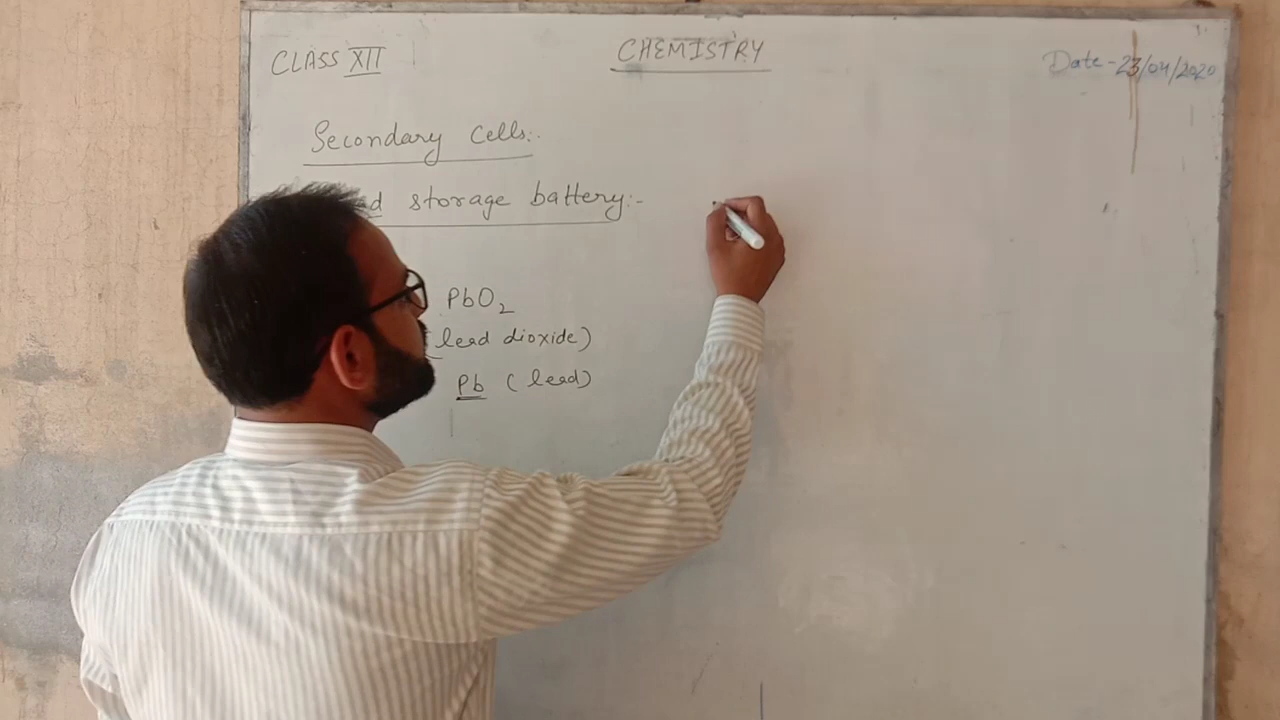 CLASS XII
CHEMISTRY
Date-23/04/2020
Secondary Cells:.
storage battery:-
PbO2
(lead dioxide)
Pb (lead)